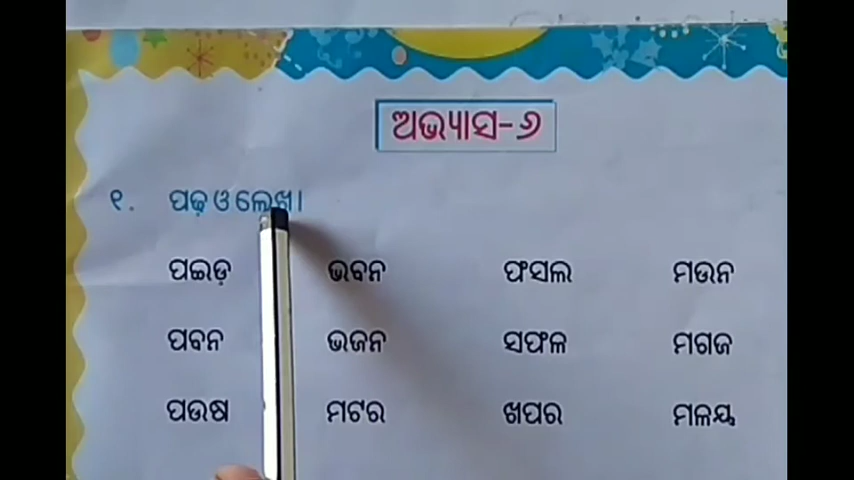 ଅଭ୍ୟାସ-୬
୧. ପଢ଼ ଓ ଲେଖ।
ପଇଡ଼ ଭବନ ଫସଲ ମଉନ
ପବନ ଭଜନ ସଫଳ ମଗଜ
ପଉଷ ମଟର ଖପର ମଳୟ